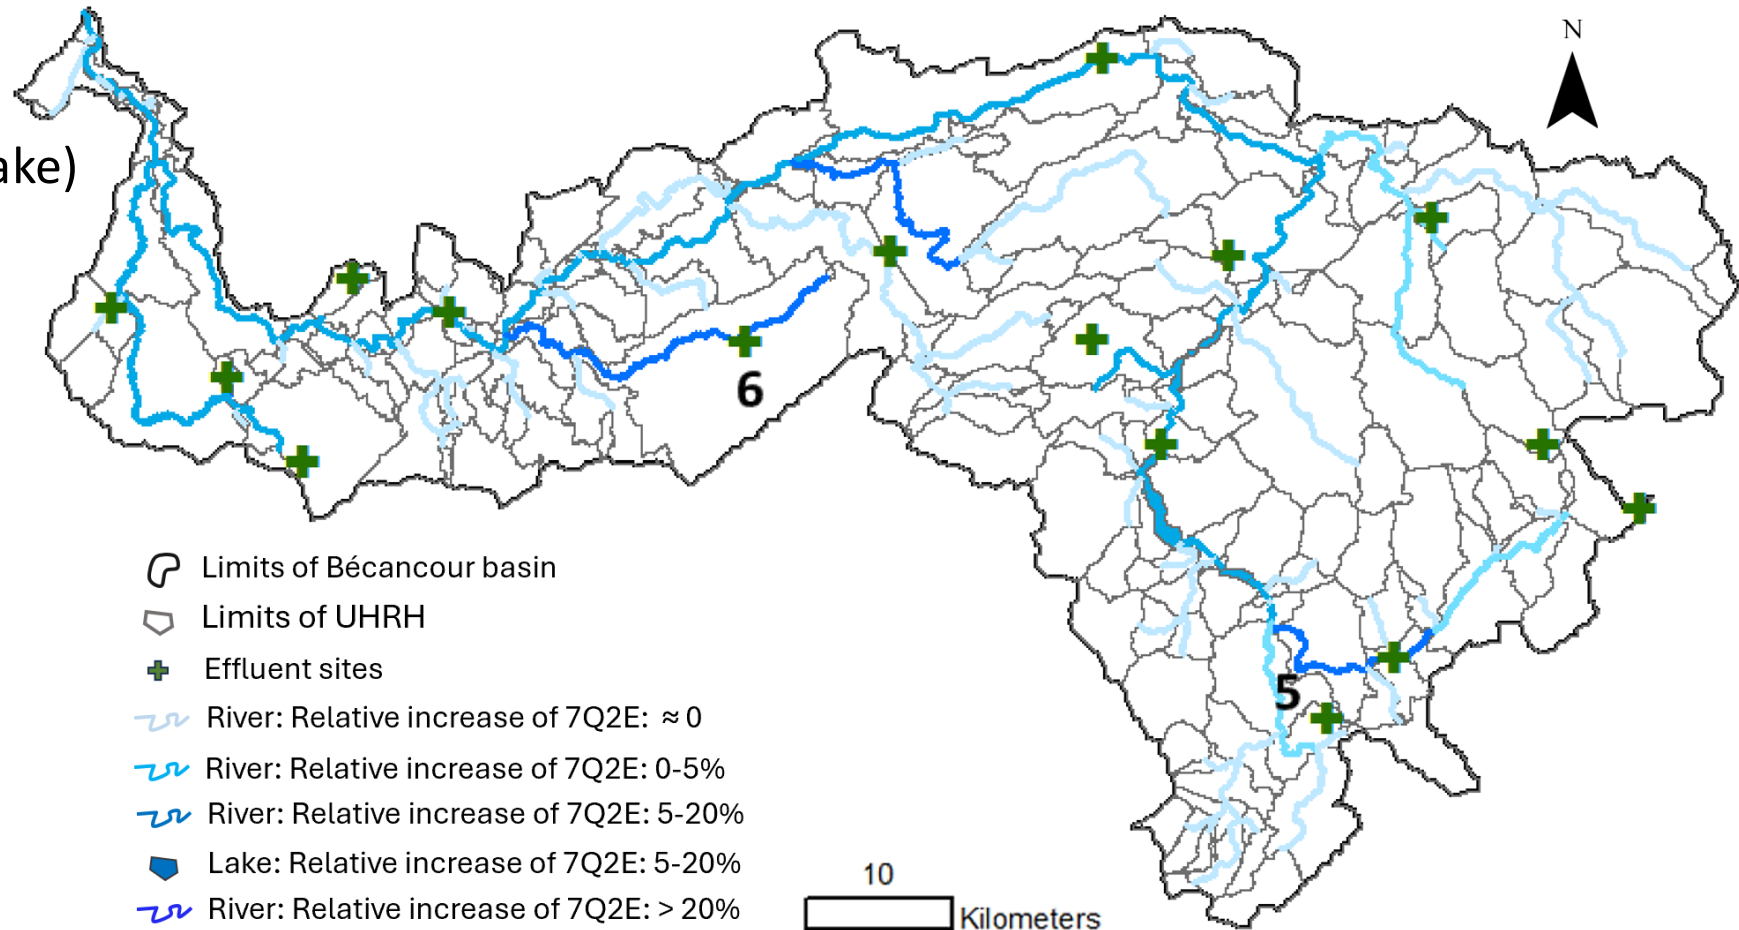 N
ake)
6
5
Limits of Bécancour basin
Limits of UHRH
Effluent sites
River: Relative increase of 7Q2E: ≈ 0
River: Relative increase of 7Q2E: 0-5%
River: Relative increase of 7Q2E: 5-20%
Lake: Relative increase of 7Q2E: 5-20%
River: Relative increase of 7Q2E: > 20%
10
Kilometers